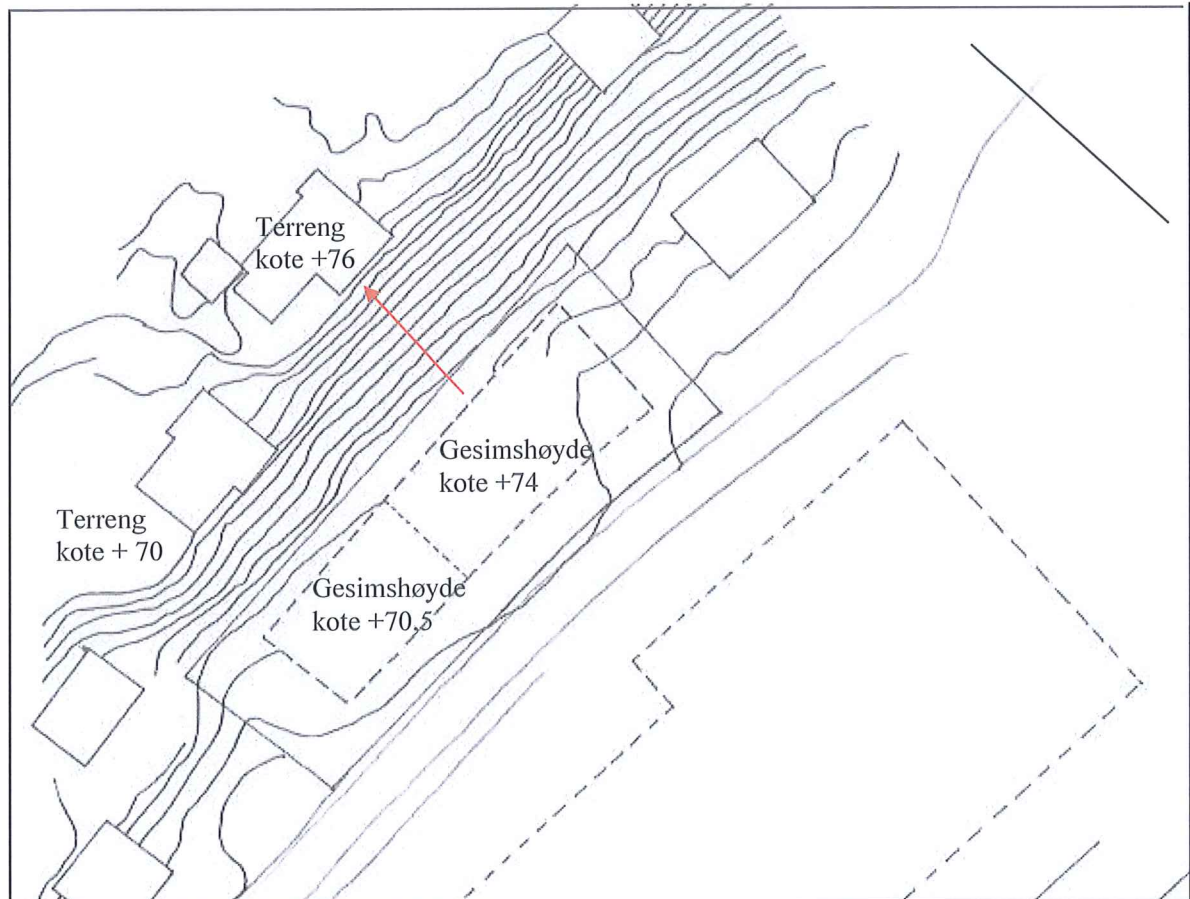 Terreng
kote +76
Gesimshøyde
kote +74
Terreng
kote + 70
Gesimshøyde
kote +70,5